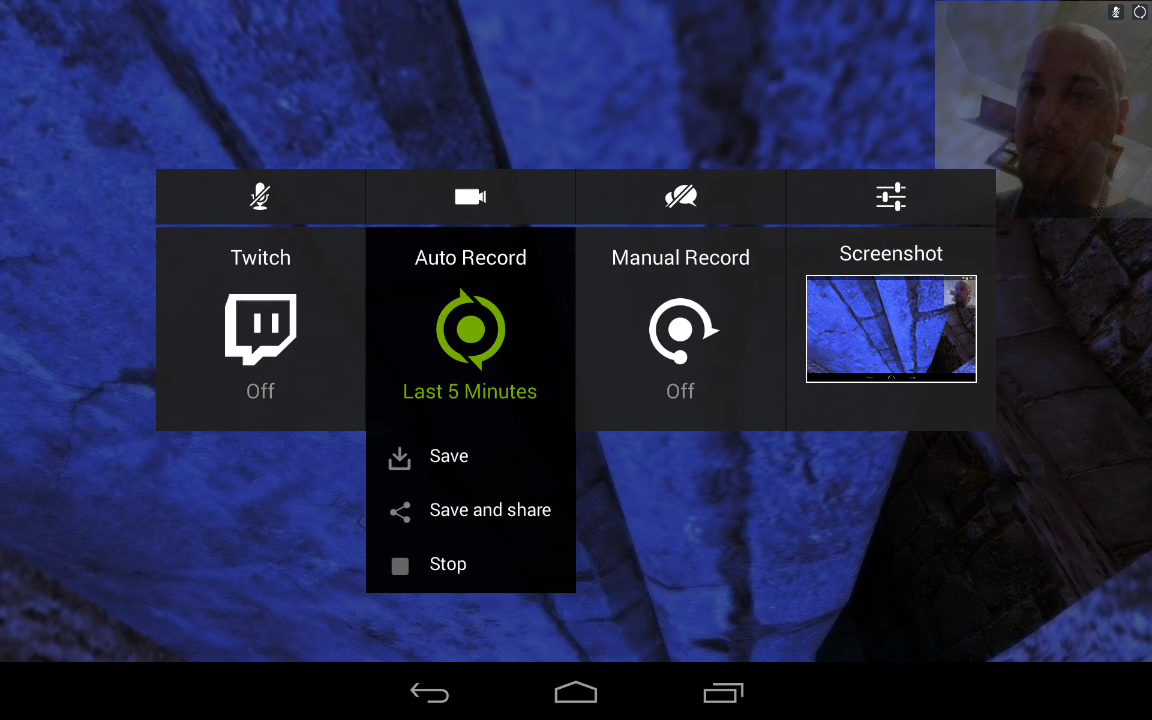 Twitch
Off
Auto Record
Last 5 Minutes
Save
Save and share
Stop
Manual Record
Off
Screenshot